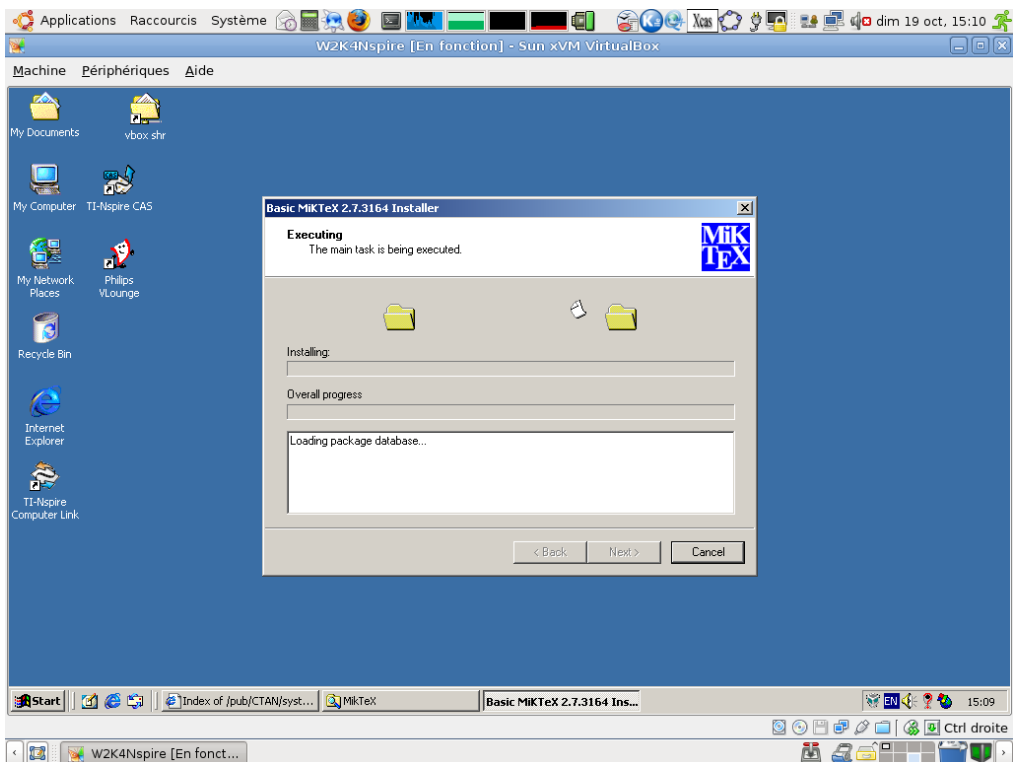 Applications Raccourcis Système Xcas dim 19 oct, 15:10
W2K4Nspire [En fonction] - Sun xVM VirtualBox
Machine Périphériques Aide
My Documents
vbox shr
My Computer
TI-Nspire CAS
My Network
Places
Philips
VLounge
Recycle Bin
Internet
Explorer
TI-Nspire
Computer Link
Basic MiKTeX 2.7.3164 Installer
Executing
The main task is being executed.
MiK
TEX
Installing:
Overall progress
Loading package database...
< Back Next > Cancel
Start Index of /pub/CTAN/syst... MikTeX Basic MiKTeX 2.7.3164 Ins... EN 15:09
Ctrl droite
W2K4Nspire [En fonct...